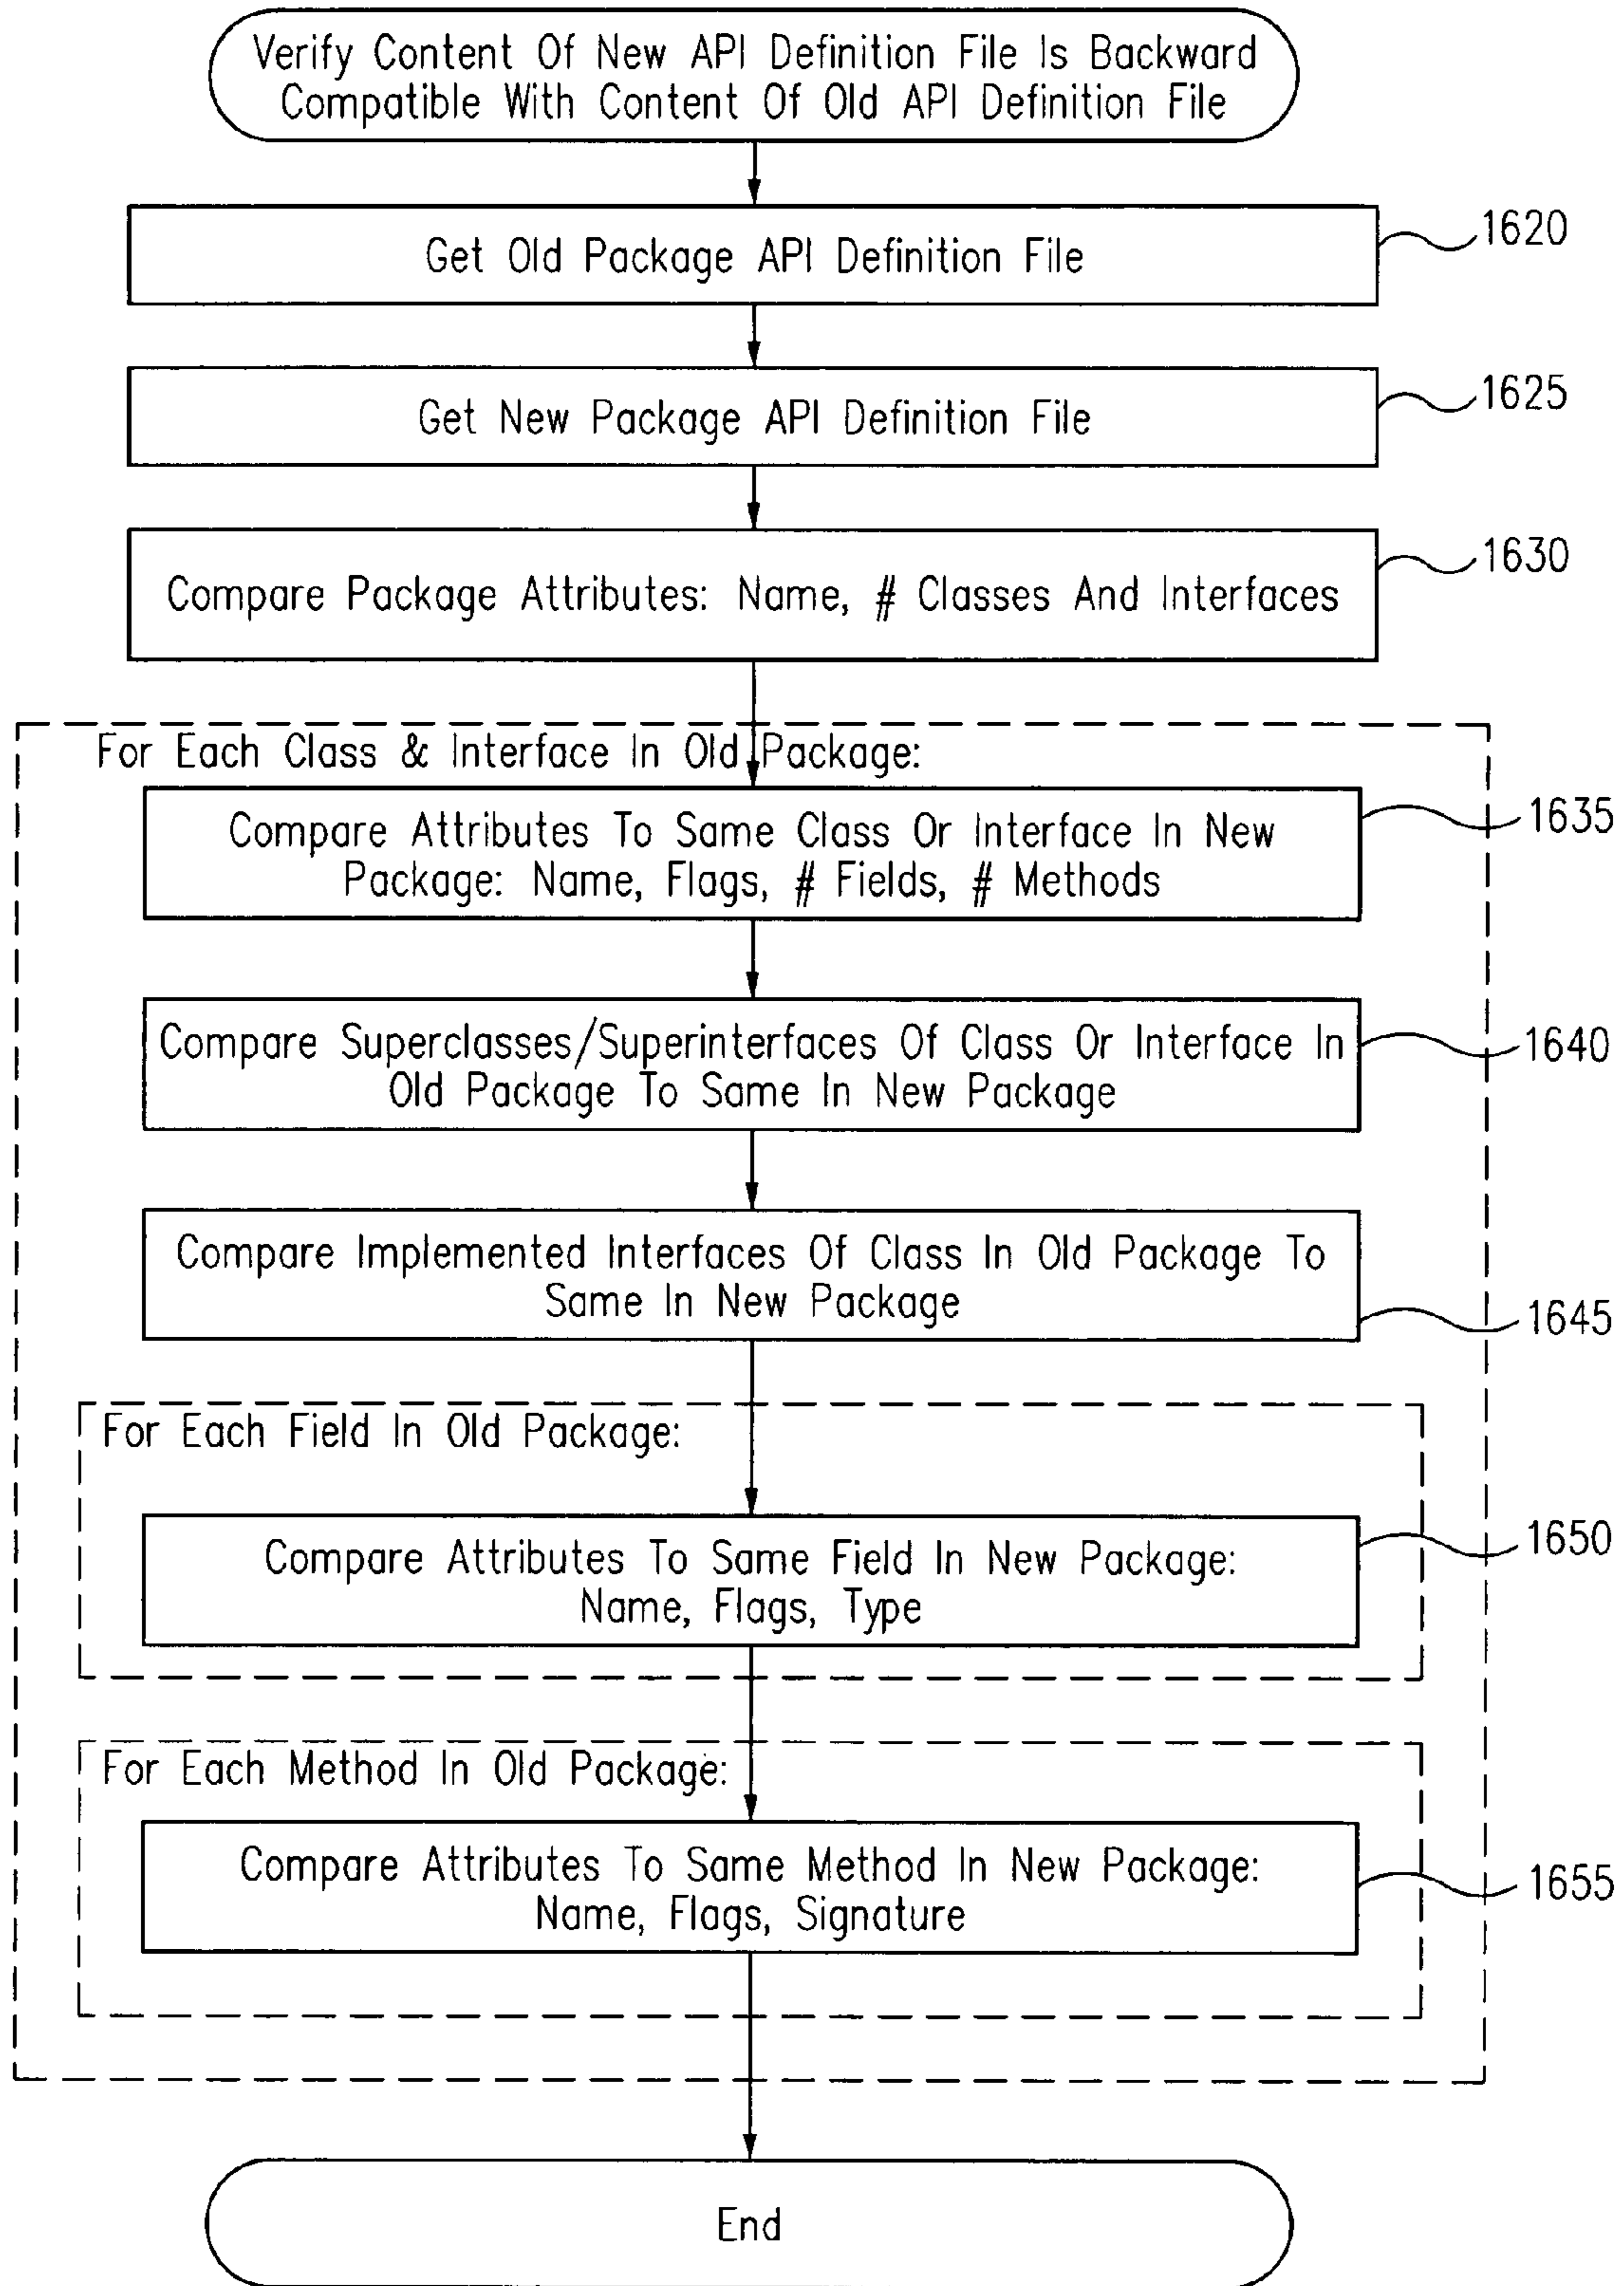 Verify Content Of New API Definition File Is Backward
Compatible With Content Of Old API Definition File
Get Old Package API Definition File
1620
Get New Package API Definition File
1625
Compare Package Attributes: Name, # Classes And Interfaces
1630
For Each Class & Interface In Old Package:
Compare Attributes To Same Class Or Interface In New
Package: Name, Flags, # Fields, # Methods
1635
Compare Superclasses/Superinterfaces Of Class Or Interface In
Old Package To Same In New Package
1640
Compare Implemented Interfaces Of Class In Old Package To
Same In New Package
1645
For Each Field In Old Package:
Compare Attributes To Same Field In New Package:
Name, Flags, Type
1650
For Each Method In Old Package:
Compare Attributes To Same Method In New Package:
Name, Flags, Signature
1655
End